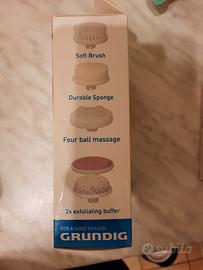 Soft Brush
Durable Sponge
Four ball massage
2x exfoliating buffer
FOR A GOOD REASON
GRUNDIG
subito